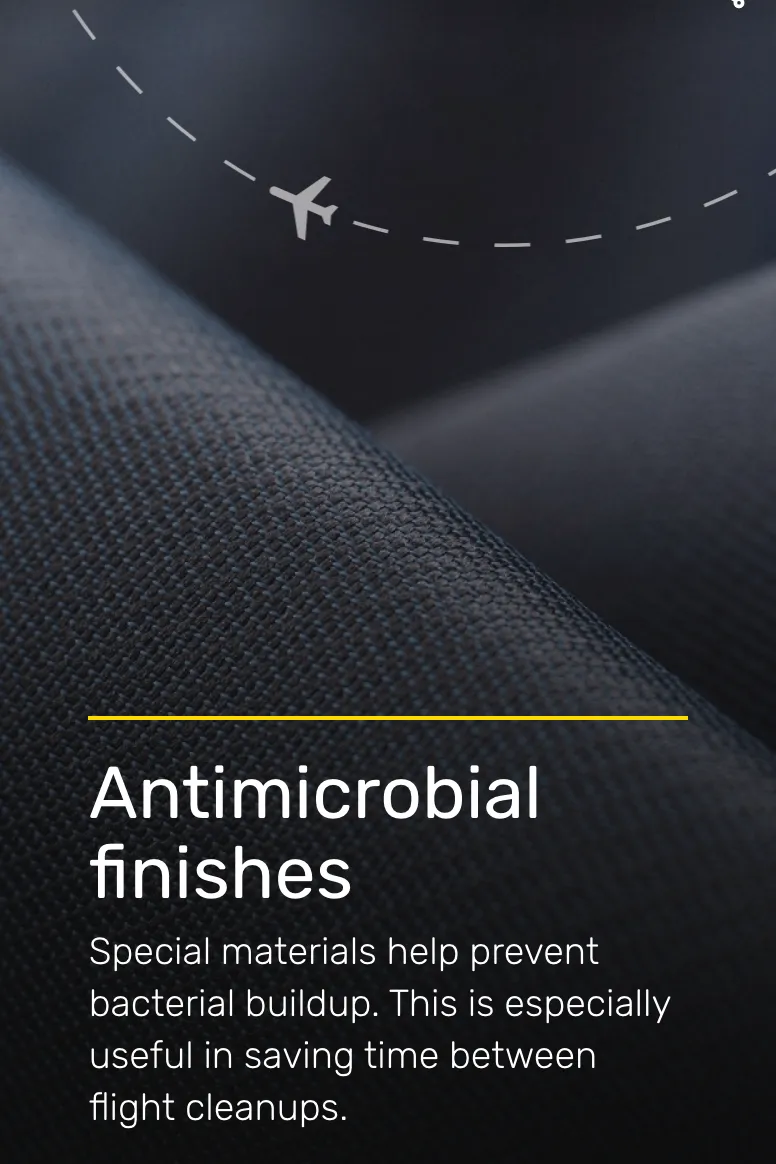 Antimicrobial
finishes
Special materials help prevent
bacterial buildup. This is especially
useful in saving time between
flight cleanups.